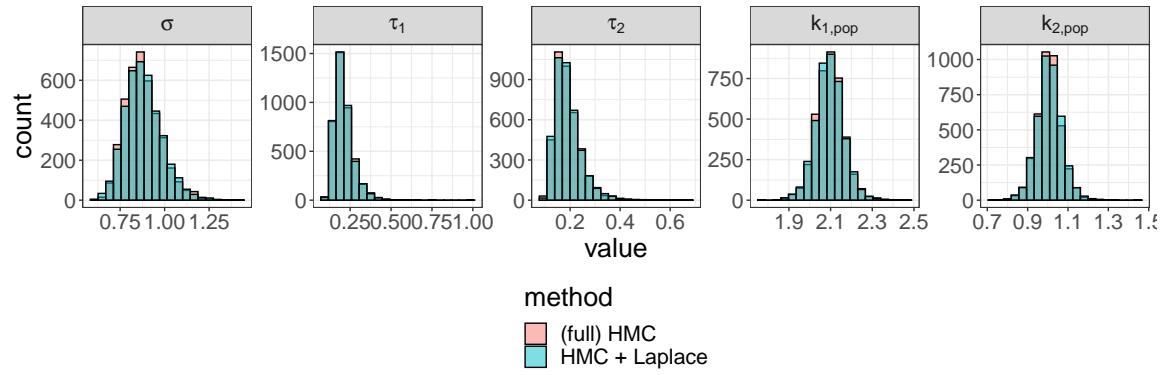 σ τ₁ τ₂ k₁,pop k₂,pop
count
0 200 400 600
0.75 1.00 1.25
0 500 1000 1500
0.25 0.50 0.75 1.00
0 300 600 900
0.2 0.4 0.6
0 250 500 750
1.9 2.1 2.3 2.5
0 250 500 750 1000
0.7 0.9 1.1 1.3 1.5
value
method
(full) HMC
HMC + Laplace